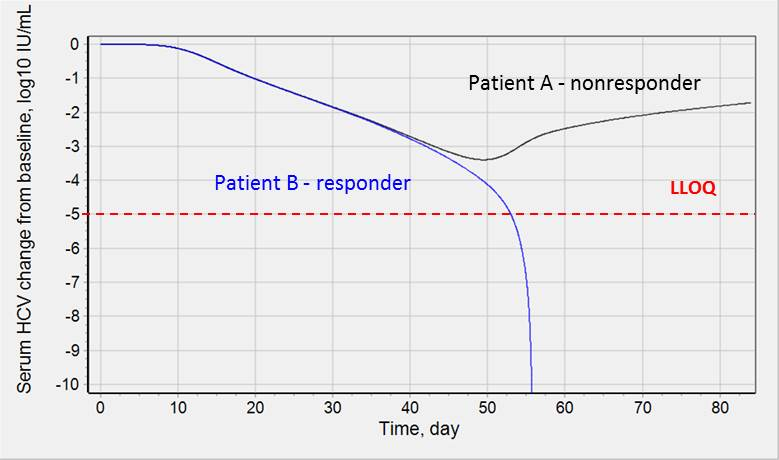 Serum HCV change from baseline, log10 IU/mL
-0
-1
-2
-3
-4
-5
-6
-7
-8
-9
-10
Patient A - nonresponder
Patient B - responder
LLOQ
0 10 20 30 40 50 60 70 80
Time, day